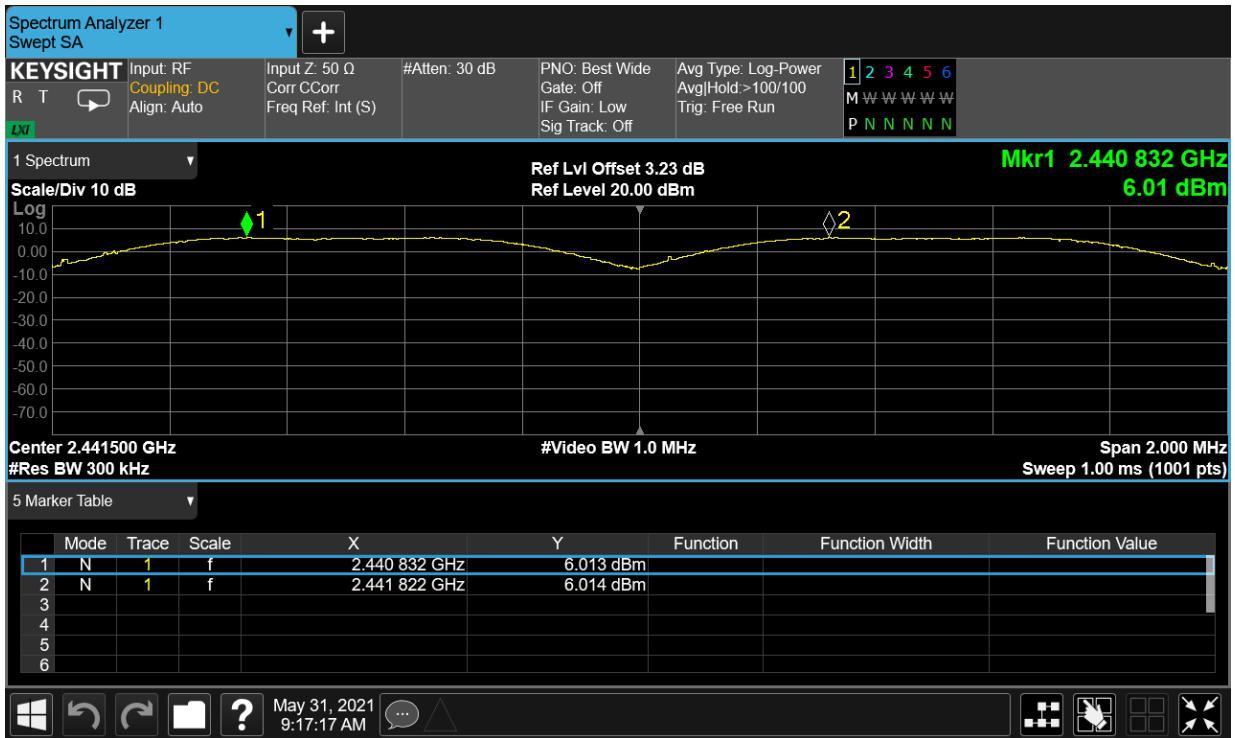 Spectrum Analyzer 1
Swept SA
+
KEYSIGHT
R T
LXI
Input: RF
Coupling: DC
Align: Auto
Input Z: 50 Ω
Corr CCorr
Freq Ref: Int (S)
#Atten: 30 dB
PNO: Best Wide
Gate: Off
IF Gain: Low
Sig Track: Off
Avg Type: Log-Power
Avg|Hold:>100/100
Trig: Free Run
1 2 3 4 5 6
M W W W W W
P N N N N N
1 Spectrum
Scale/Div 10 dB
Ref Lvl Offset 3.23 dB
Ref Level 20.00 dBm
Mkr1 2.440 832 GHz
6.01 dBm
Log
1
2
10.0
0.00
-10.0
-20.0
-30.0
-40.0
-50.0
-60.0
-70.0
Center 2.441500 GHz
#Video BW 1.0 MHz
Span 2.000 MHz
#Res BW 300 kHz
Sweep 1.00 ms (1001 pts)
5 Marker Table
Mode Trace Scale X Y Function Function Width Function Value
1 N 1 f 2.440 832 GHz 6.013 dBm
2 N 1 f 2.441 822 GHz 6.014 dBm
3
4
5
6
?
May 31, 2021
9:17:17 AM